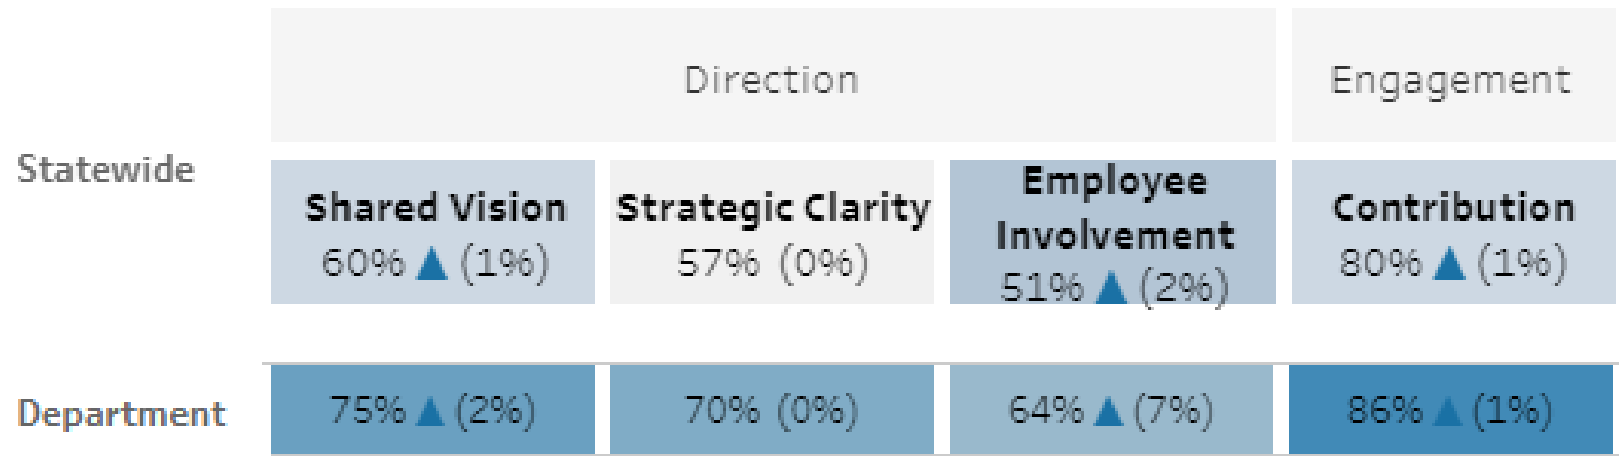 Direction
Engagement
Statewide
Shared Vision
60% ▲ (1%)
Strategic Clarity
57% (0%)
Employee
Involvement
51% ▲ (2%)
Contribution
80% ▲ (1%)
Department
75% ▲ (2%)
70% (0%)
64% ▲ (7%)
86% ▲ (1%)